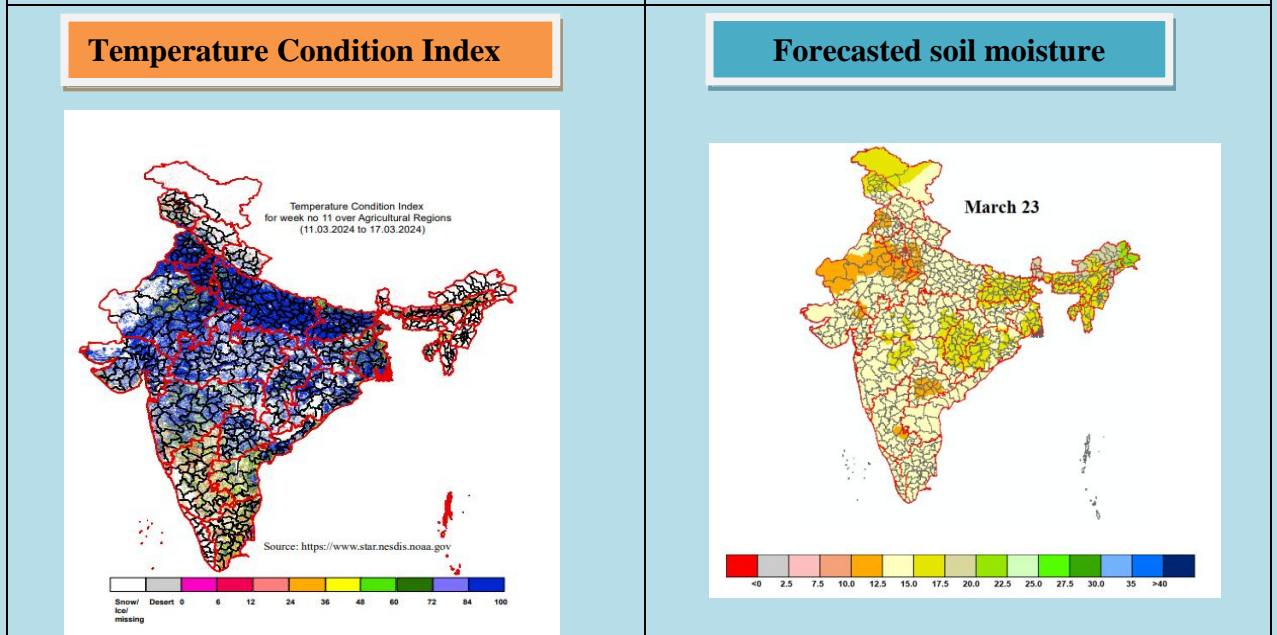 Temperature Condition Index
Forecasted soil moisture
Temperature Condition Index
for week no 11 over Agricultural Regions
(11.03.2024 to 17.03.2024)
Source: https://www.star.nesdis.noaa.gov
Snow/ Desert 0 6 12 24 36 48 60 72 84 100
Ice/
missing
March 23
<0 2.5 7.5 10.0 12.5 15.0 17.5 20.0 22.5 25.0 27.5 30.0 35 >40